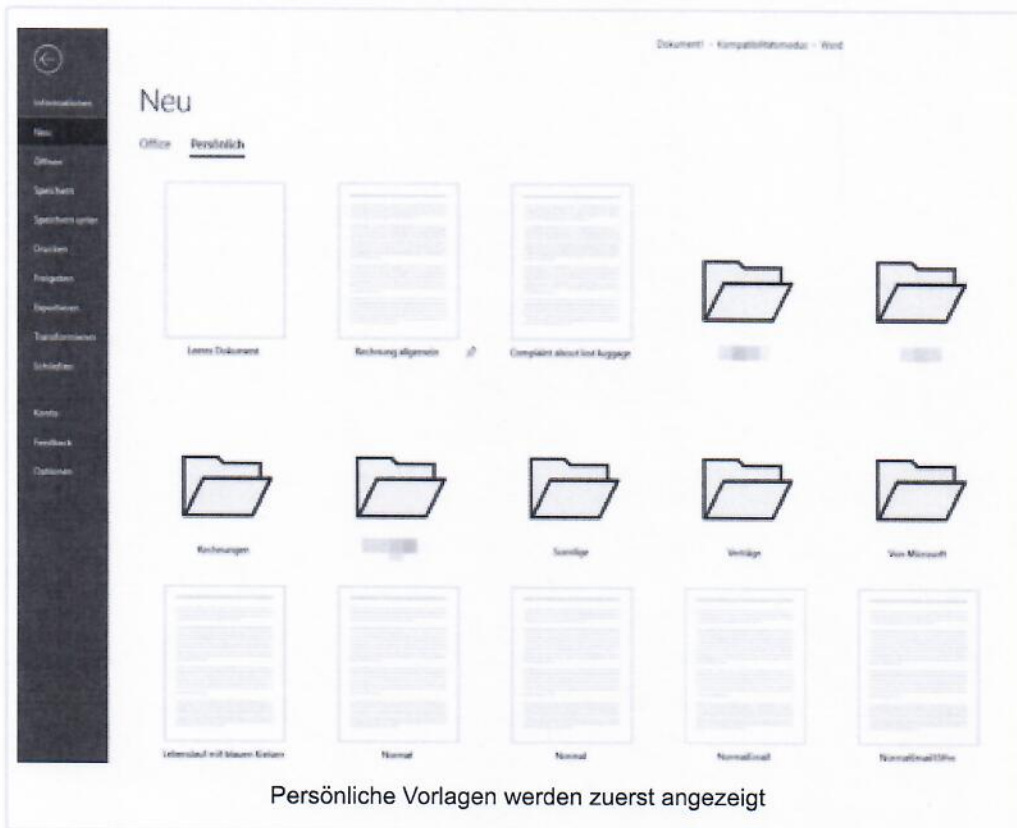 Dokument1 - Kompatibilitätsmodus - Word
Informationen
Neu
Öffnen
Speichern
Speichern unter
Drucken
Freigeben
Exportieren
Transformieren
Schließen
Konto
Feedback
Optionen
Neu
Office Persönlich
Leeres Dokument Rechnung allgemein Complaint about lost luggage
Rechnungen Sonstige Verträge Von Microsoft
Lebenslauf mit blauen Kreisen Normal Normal NormalEmail
Persönliche Vorlagen werden zuerst angezeigt